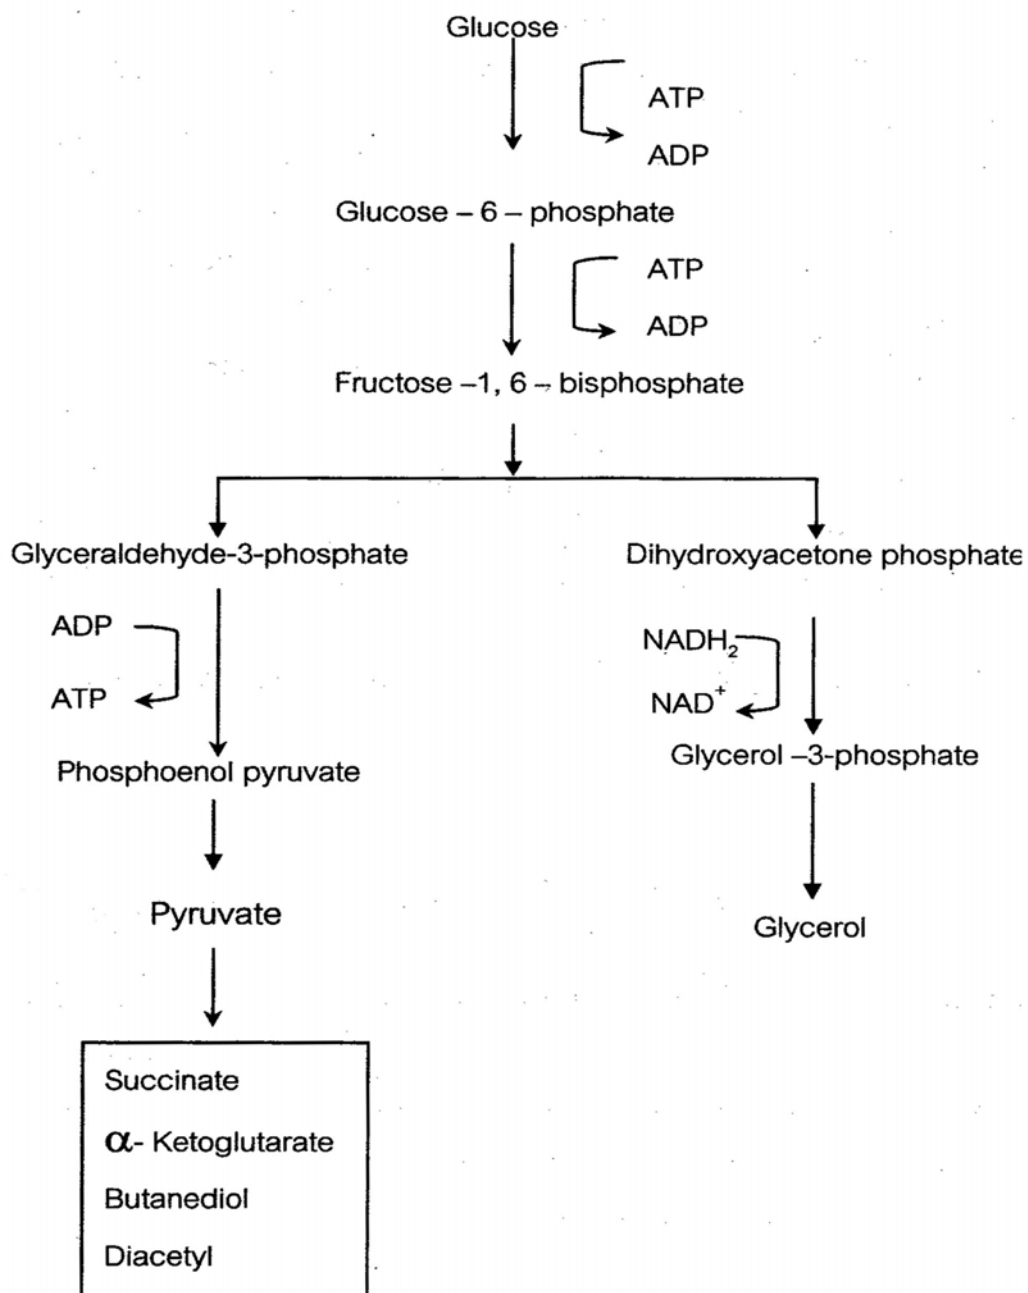 Glucose
ATP
ADP
Glucose – 6 – phosphate
ATP
ADP
Fructose –1, 6 – bisphosphate
Glyceraldehyde-3-phosphate
Dihydroxyacetone phosphate
ADP
ATP
NADH₂
NAD⁺
Phosphoenol pyruvate
Glycerol –3-phosphate
Pyruvate
Glycerol
Succinate
α- Ketoglutarate
Butanediol
Diacetyl